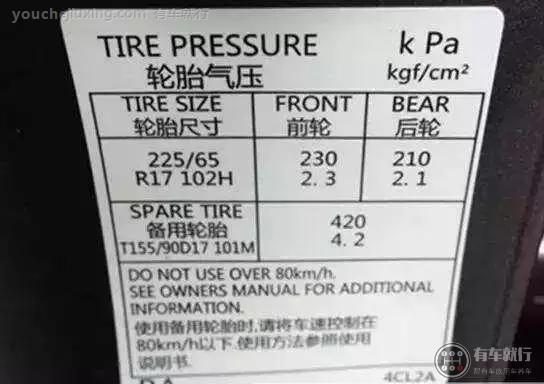 youchejiuxing.com 有车就行
TIRE PRESSURE k Pa
轮胎气压 kgf/cm²
TIRE SIZE FRONT BEAR
轮胎尺寸 前轮 后轮
225/65 230 210
R17 102H 2.3 2.1
SPARE TIRE 420
备用轮胎 4.2
T155/90D17 101M
DO NOT USE OVER 80km/h.
SEE OWNERS MANUAL FOR ADDITIONAL
INFORMATION.
使用备用轮胎时,请将车速控制在
80km/h以下.使用方法参照使用
说明书.
4CL2A
有车就行